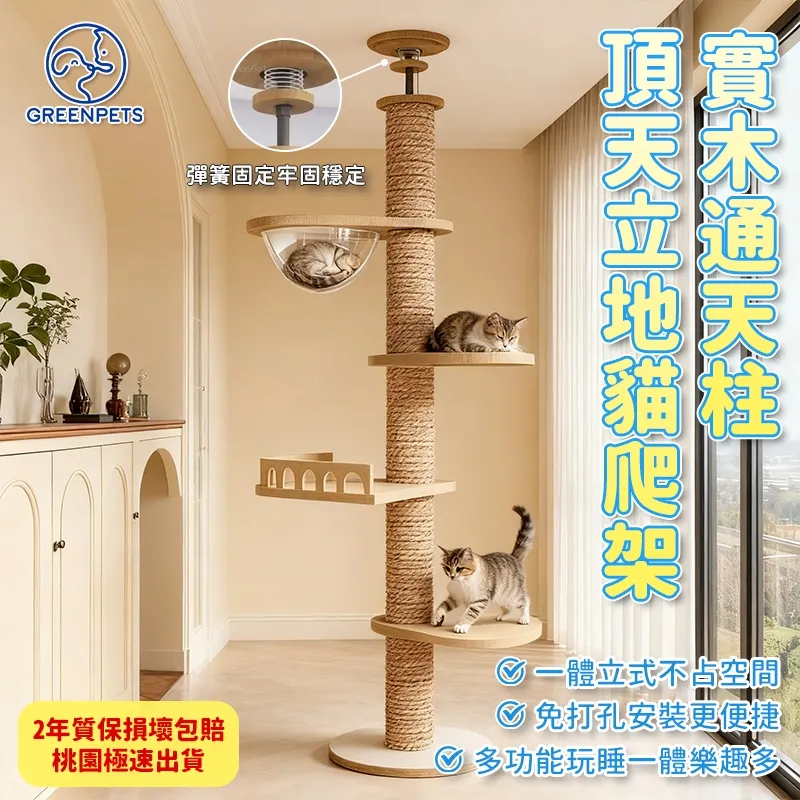 GREENPETS
彈簧固定牢固穩定
實木通天柱
頂天立地貓爬架
一體立式不占空間
免打孔安裝更便捷
多功能玩睡一體樂趣多
2年質保損壞包賠
桃園極速出貨